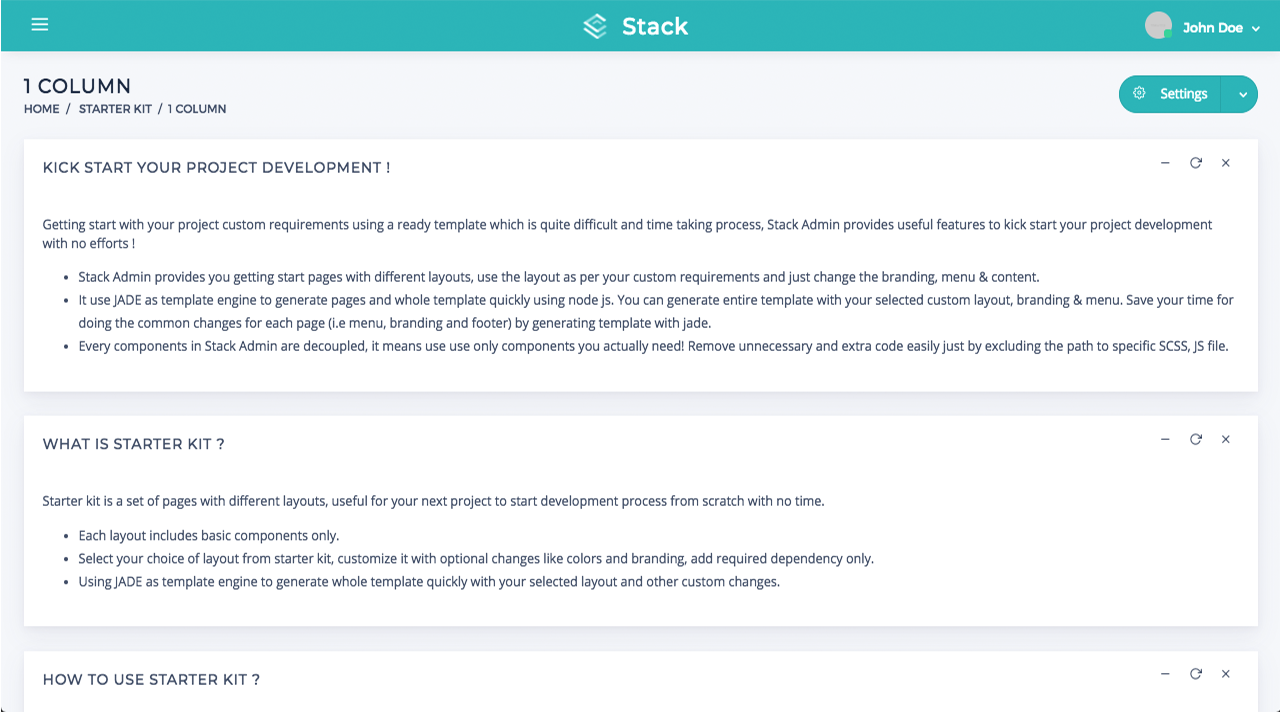 Stack
John Doe
1 COLUMN
HOME / STARTER KIT / 1 COLUMN
Settings
KICK START YOUR PROJECT DEVELOPMENT !
Getting start with your project custom requirements using a ready template which is quite difficult and time taking process, Stack Admin provides useful features to kick start your project development
with no efforts !
• Stack Admin provides you getting start pages with different layouts, use the layout as per your custom requirements and just change the branding, menu & content.
• It use JADE as template engine to generate pages and whole template quickly using node js. You can generate entire template with your selected custom layout, branding & menu. Save your time for
doing the common changes for each page (i.e menu, branding and footer) by generating template with jade.
• Every components in Stack Admin are decoupled, it means use use only components you actually need! Remove unnecessary and extra code easily just by excluding the path to specific SCSS, JS file.
WHAT IS STARTER KIT ?
Starter kit is a set of pages with different layouts, useful for your next project to start development process from scratch with no time.
• Each layout includes basic components only.
• Select your choice of layout from starter kit, customize it with optional changes like colors and branding, add required dependency only.
• Using JADE as template engine to generate whole template quickly with your selected layout and other custom changes.
HOW TO USE STARTER KIT ?